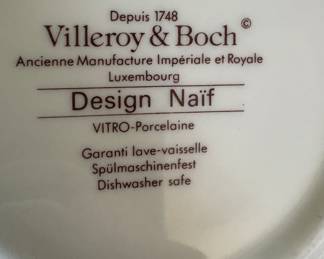 Depuis 1748
Villeroy & Boch ©
Ancienne Manufacture Impériale et Royale
Luxembourg
Design Naïf
VITRO-Porcelaine
Garanti lave-vaisselle
Spülmaschinenfest
Dishwasher safe